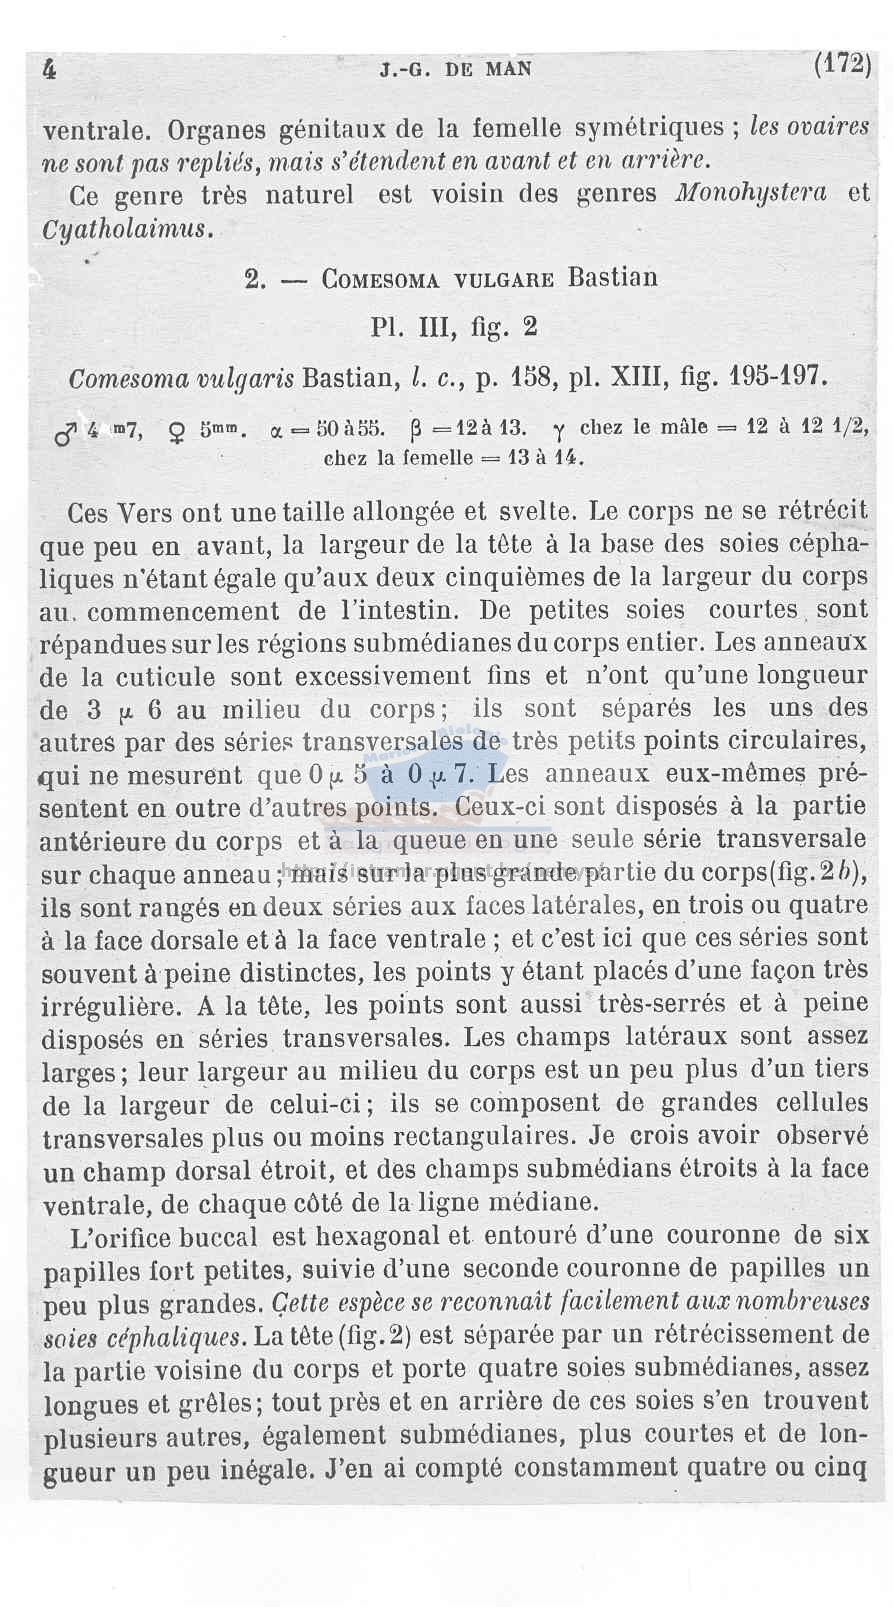 4 J.-G. DE MAN (172)
ventrale. Organes génitaux de la femelle symétriques ; les ovaires
ne sont pas repliés, mais s'étendent en avant et en arrière.
Ce genre très naturel est voisin des genres Monohystera et
Cyatholaimus.
2. — COMESOMA VULGARE Bastian
Pl. III, fig. 2
Comesoma vulgaris Bastian, l. c., p. 158, pl. XIII, fig. 195-197.
♂ 4 m7, ♀ 5mm. α = 50 à 55. β = 12 à 13. γ chez le mâle = 12 à 12 1/2,
chez la femelle = 13 à 14.
Ces Vers ont une taille allongée et svelte. Le corps ne se rétrécit
que peu en avant, la largeur de la tête à la base des soies cépha-
liques n'étant égale qu'aux deux cinquièmes de la largeur du corps
au commencement de l'intestin. De petites soies courtes sont
répandues sur les régions submédianes du corps entier. Les anneaux
de la cuticule sont excessivement fins et n'ont qu'une longueur
de 3 μ 6 au milieu du corps; ils sont séparés les uns des
autres par des séries transversales de très petits points circulaires,
qui ne mesurent que 0 μ 5 à 0 μ 7. Les anneaux eux-mêmes pré-
sentent en outre d'autres points. Ceux-ci sont disposés à la partie
antérieure du corps et à la queue en une seule série transversale
sur chaque anneau ; mais sur la plus grande partie du corps (fig. 2 b),
ils sont rangés en deux séries aux faces latérales, en trois ou quatre
à la face dorsale et à la face ventrale ; et c'est ici que ces séries sont
souvent à peine distinctes, les points y étant placés d'une façon très
irrégulière. A la tête, les points sont aussi très-serrés et à peine
disposés en séries transversales. Les champs latéraux sont assez
larges; leur largeur au milieu du corps est un peu plus d'un tiers
de la largeur de celui-ci; ils se composent de grandes cellules
transversales plus ou moins rectangulaires. Je crois avoir observé
un champ dorsal étroit, et des champs submédians étroits à la face
ventrale, de chaque côté de la ligne médiane.
L'orifice buccal est hexagonal et entouré d'une couronne de six
papilles fort petites, suivie d'une seconde couronne de papilles un
peu plus grandes. Cette espèce se reconnaît facilement aux nombreuses
soies céphaliques. La tête (fig. 2) est séparée par un rétrécissement de
la partie voisine du corps et porte quatre soies submédianes, assez
longues et grêles; tout près et en arrière de ces soies s'en trouvent
plusieurs autres, également submédianes, plus courtes et de lon-
gueur un peu inégale. J'en ai compté constamment quatre ou cinq